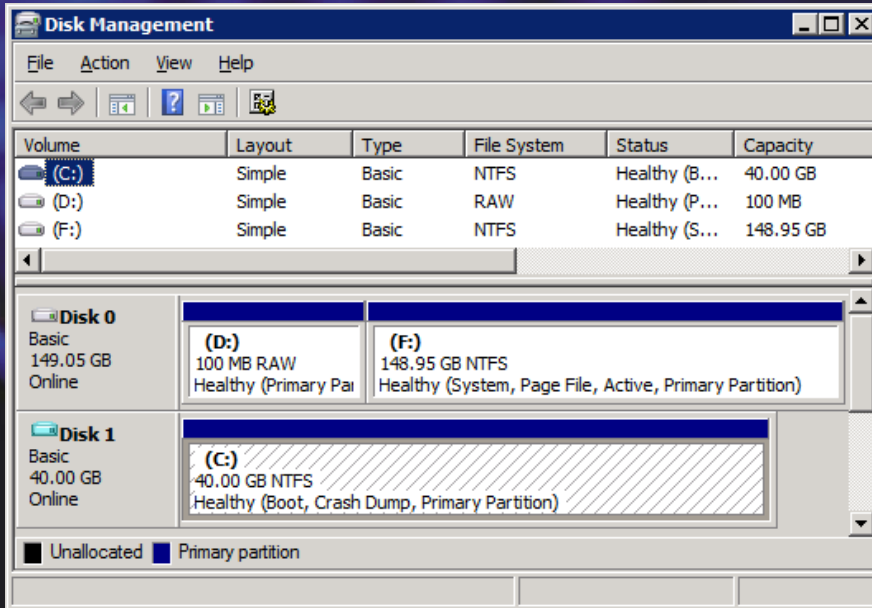 Disk Management
File Action View Help
Volume Layout Type File System Status Capacity
(C:) Simple Basic NTFS Healthy (B... 40.00 GB
(D:) Simple Basic RAW Healthy (P... 100 MB
(F:) Simple Basic NTFS Healthy (S... 148.95 GB
Disk 0
Basic
149.05 GB
Online
(D:)
100 MB RAW
Healthy (Primary Par
(F:)
148.95 GB NTFS
Healthy (System, Page File, Active, Primary Partition)
Disk 1
Basic
40.00 GB
Online
(C:)
40.00 GB NTFS
Healthy (Boot, Crash Dump, Primary Partition)
Unallocated Primary partition